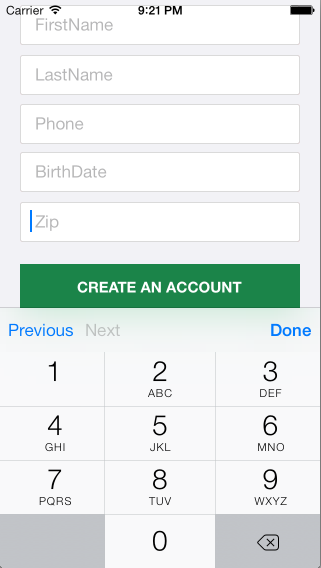 Carrier 9:21 PM
FirstName
LastName
Phone
BirthDate
Zip
CREATE AN ACCOUNT
Previous Next Done
1 2 3
ABC DEF
4 5 6
GHI JKL MNO
7 8 9
PQRS TUV WXYZ
0